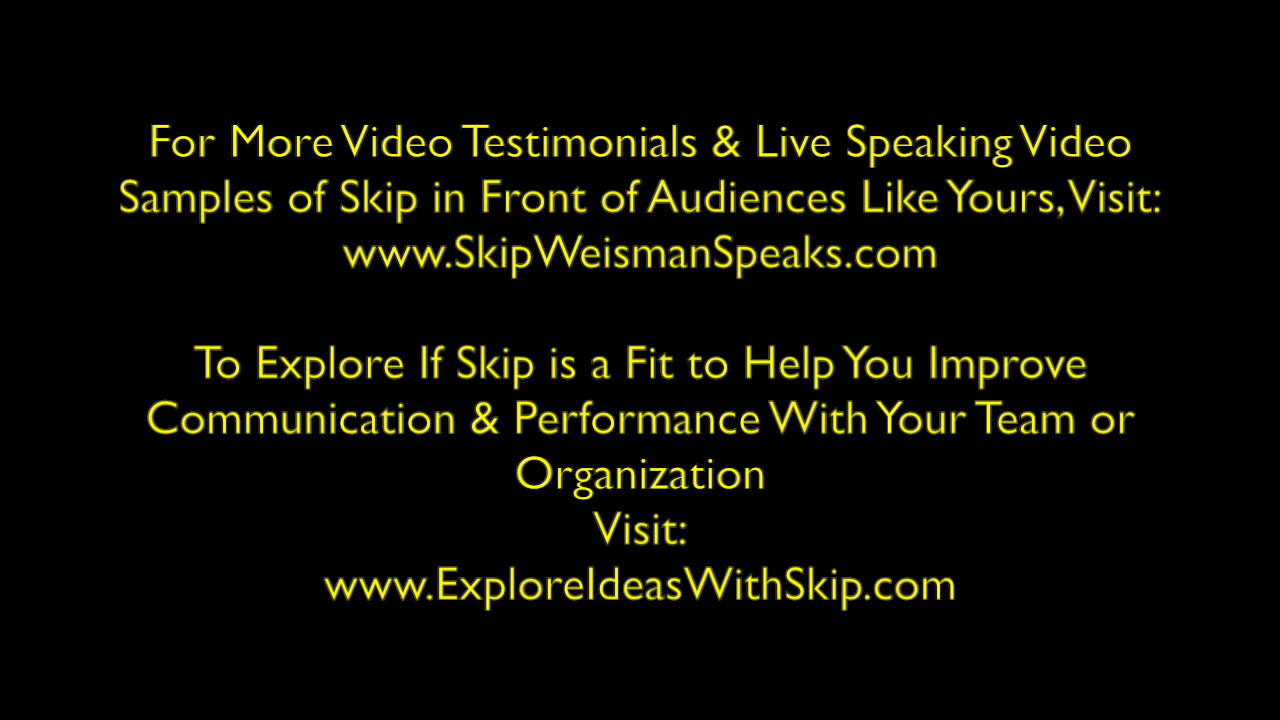 For More Video Testimonials & Live Speaking Video
Samples of Skip in Front of Audiences Like Yours, Visit:
www.SkipWeismanSpeaks.com
To Explore If Skip is a Fit to Help You Improve
Communication & Performance With Your Team or
Organization
Visit:
www.ExploreIdeasWithSkip.com